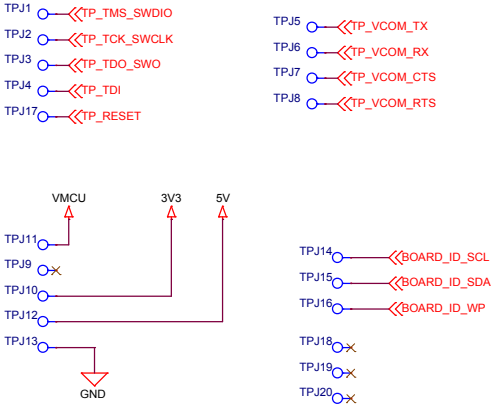 TPJ1 TP_TMS_SWDIO
TPJ2 TP_TCK_SWCLK
TPJ3 TP_TDO_SWO
TPJ4 TP_TDI
TPJ17 TP_RESET
TPJ5 TP_VCOM_TX
TPJ6 TP_VCOM_RX
TPJ7 TP_VCOM_CTS
TPJ8 TP_VCOM_RTS
VMCU 3V3 5V
TPJ11
TPJ9
TPJ10
TPJ12
TPJ13
GND
TPJ14 BOARD_ID_SCL
TPJ15 BOARD_ID_SDA
TPJ16 BOARD_ID_WP
TPJ18
TPJ19
TPJ20